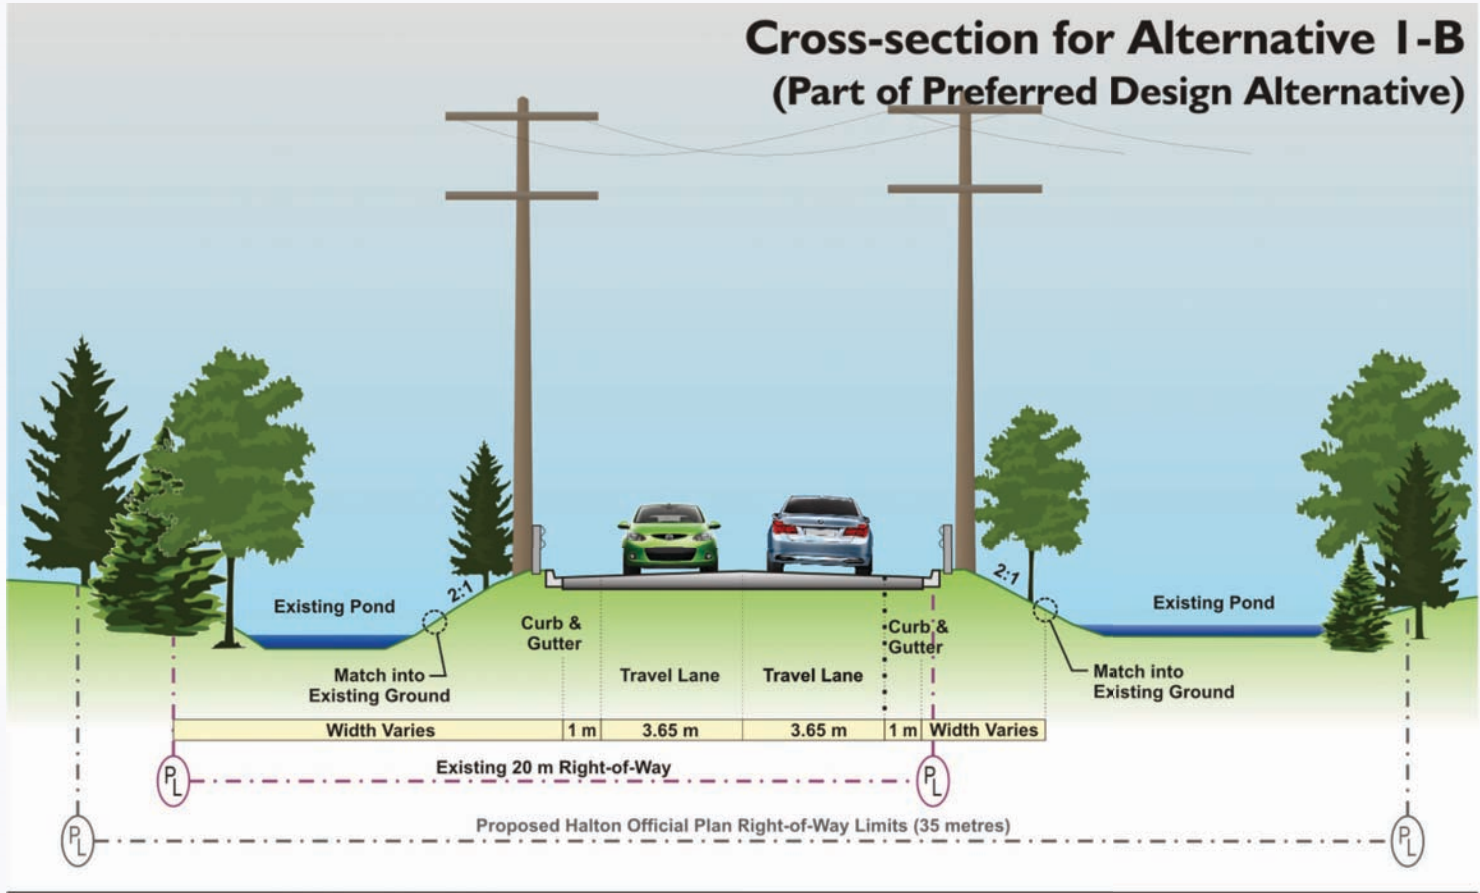 Cross-section for Alternative 1-B
(Part of Preferred Design Alternative)
Existing Pond
2:1
2:1
Existing Pond
Curb &
Gutter
Curb &
Gutter
Match into
Existing Ground
Travel Lane
Travel Lane
Match into
Existing Ground
Width Varies
1 m
3.65 m
3.65 m
1 m
Width Varies
PL
Existing 20 m Right-of-Way
PL
PL
Proposed Halton Official Plan Right-of-Way Limits (35 metres)
PL